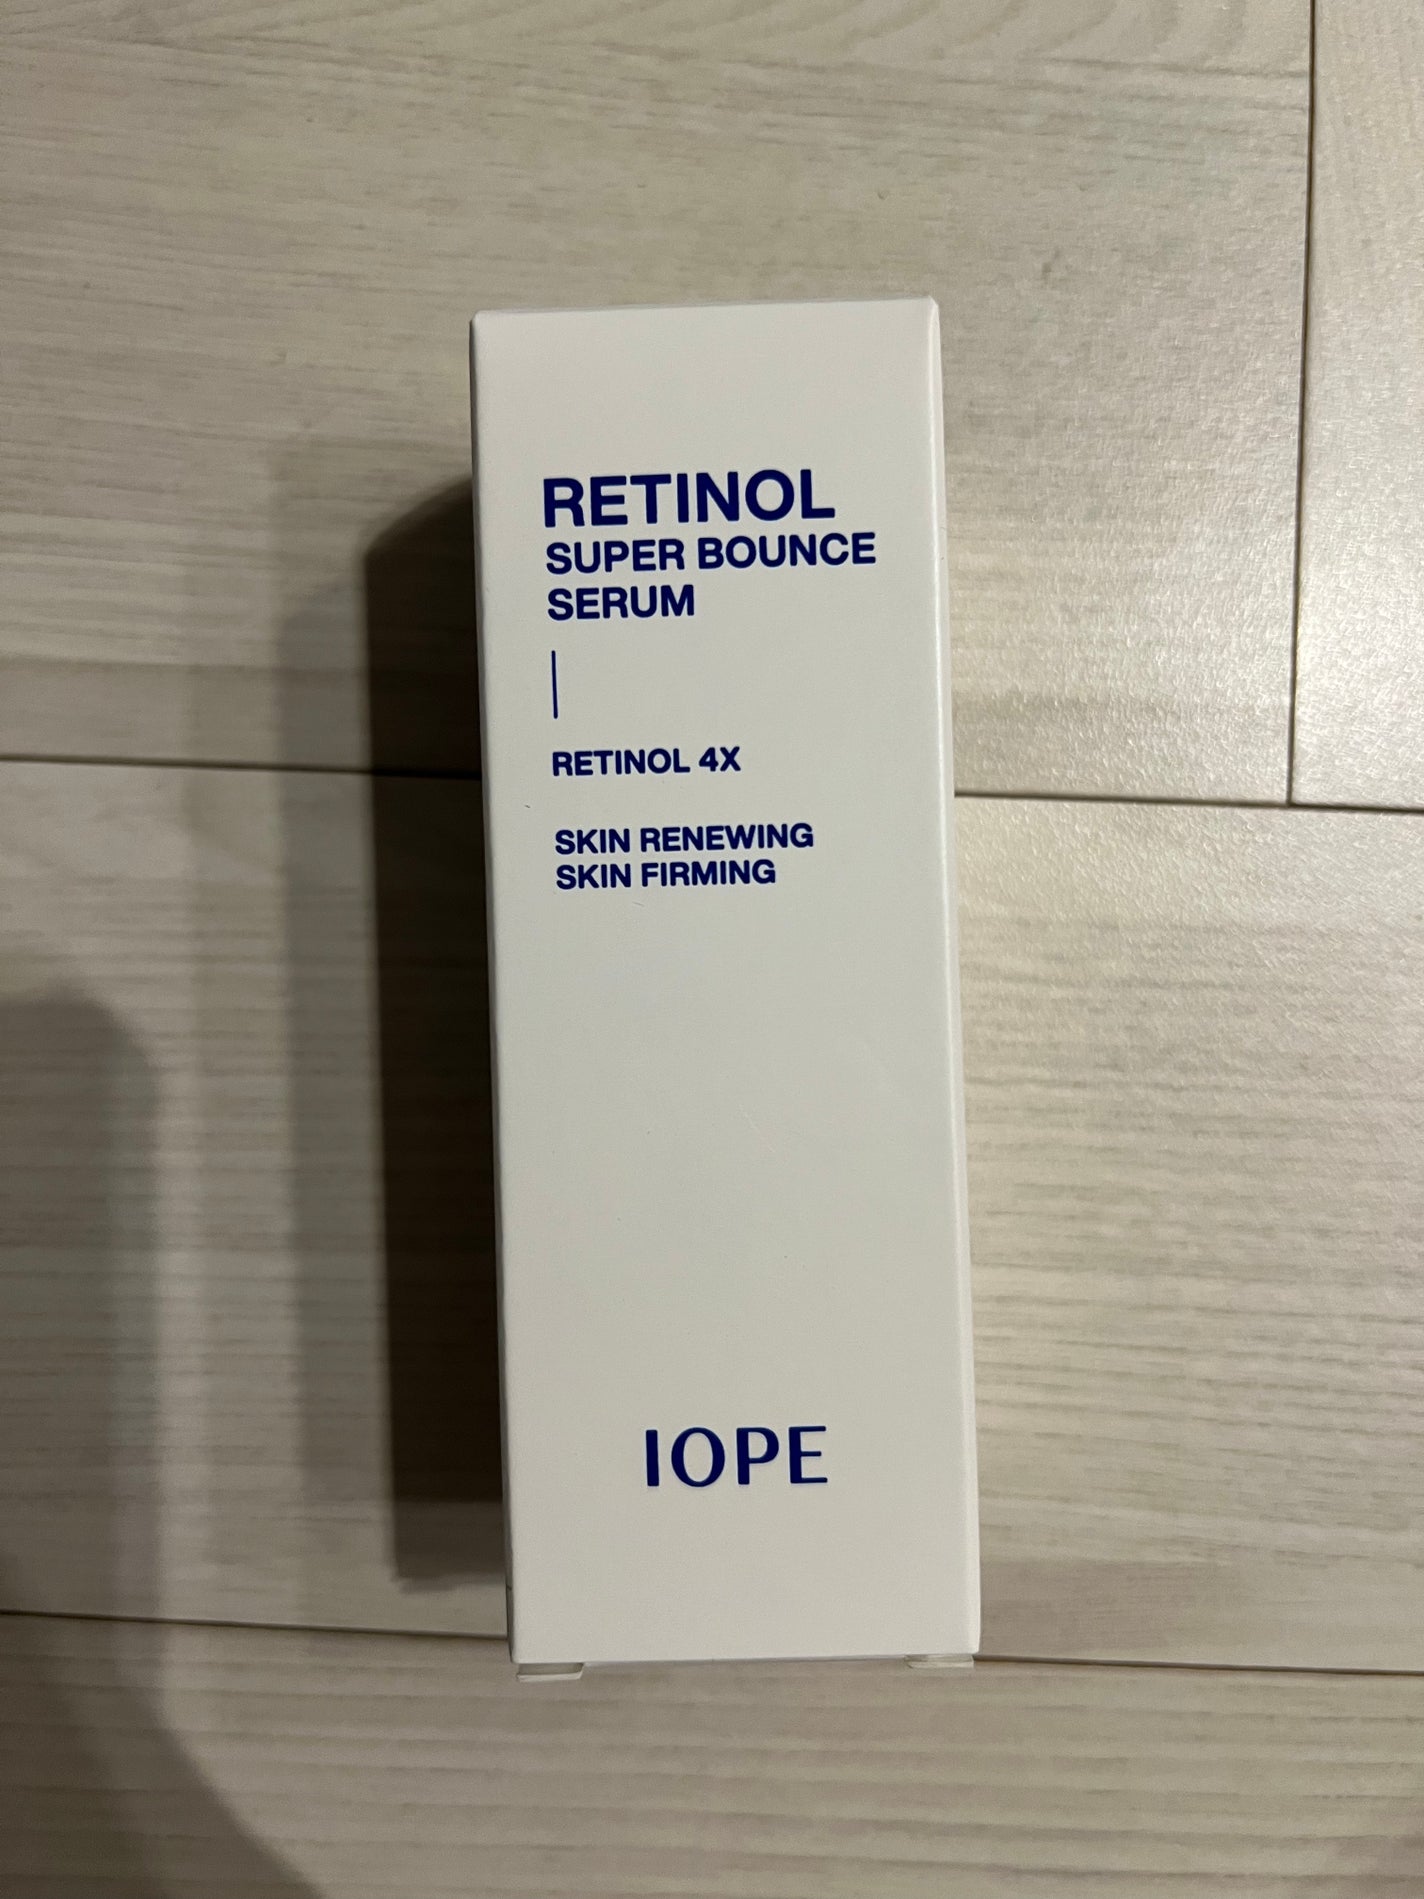 RETINOL
SUPER BOUNCE
SERUM
RETINOL 4X
SKIN RENEWING
SKIN FIRMING
IOPE